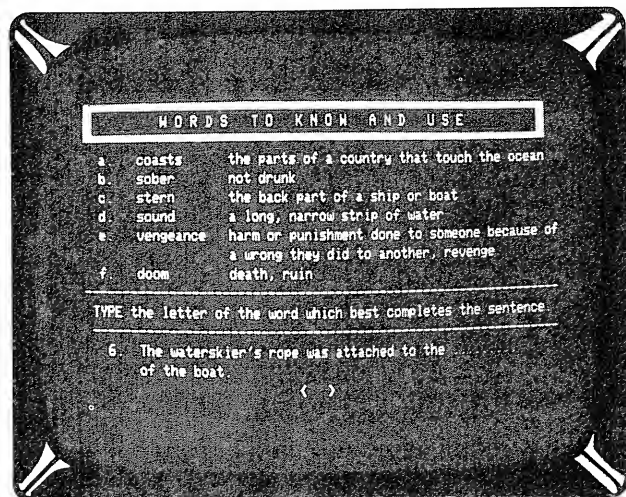 WORDS TO KNOW AND USE
a. coasts the parts of a country that touch the ocean
b. sober not drunk
c. stern the back part of a ship or boat
d. sound a long, narrow strip of water
e. vengeance harm or punishment done to someone because of
a wrong they did to another, revenge
f. doom death, ruin
TYPE the letter of the word which best completes the sentence.
6. The waterskier's rope was attached to the ..........
of the boat.
< >